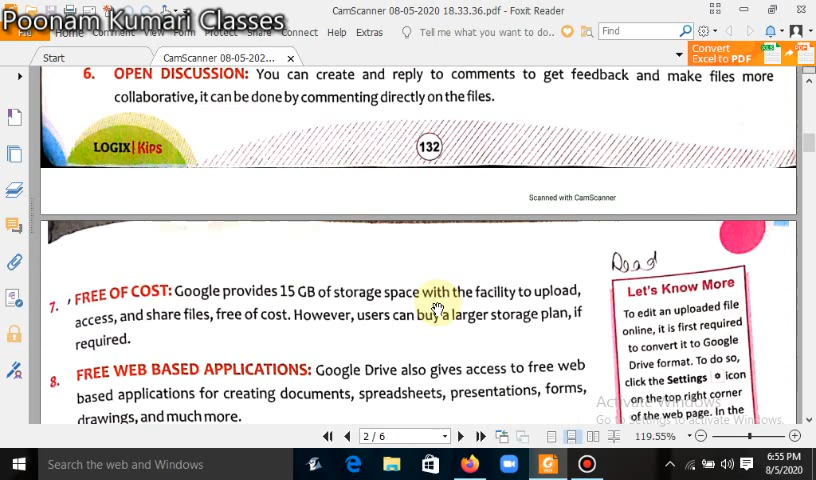 Poonam Kumari Classes
CamScanner 08-05-2020 18.33.36.pdf - Foxit Reader
File Home Comment View Form Protect Share Connect Help Extras Tell me what you want to do.. Find
Start CamScanner 08-05-202... Convert Excel to PDF
6. OPEN DISCUSSION: You can create and reply to comments to get feedback and make files more
collaborative, it can be done by commenting directly on the files.
LOGIX Kips 132
Scanned with CamScanner
Read
7. FREE OF COST: Google provides 15 GB of storage space with the facility to upload,
access, and share files, free of cost. However, users can buy a larger storage plan, if
required.
8. FREE WEB BASED APPLICATIONS: Google Drive also gives access to free web
based applications for creating documents, spreadsheets, presentations, forms,
drawings, and much more.
Let's Know More
To edit an uploaded file
online, it is first required
to convert it to Google
Drive format. To do so,
click the Settings icon
on the top right corner
of the web page. In the
Activate Windows
Go to Settings to activate Windows.
2 / 6 119.55%
Search the web and Windows
6:55 PM
8/5/2020